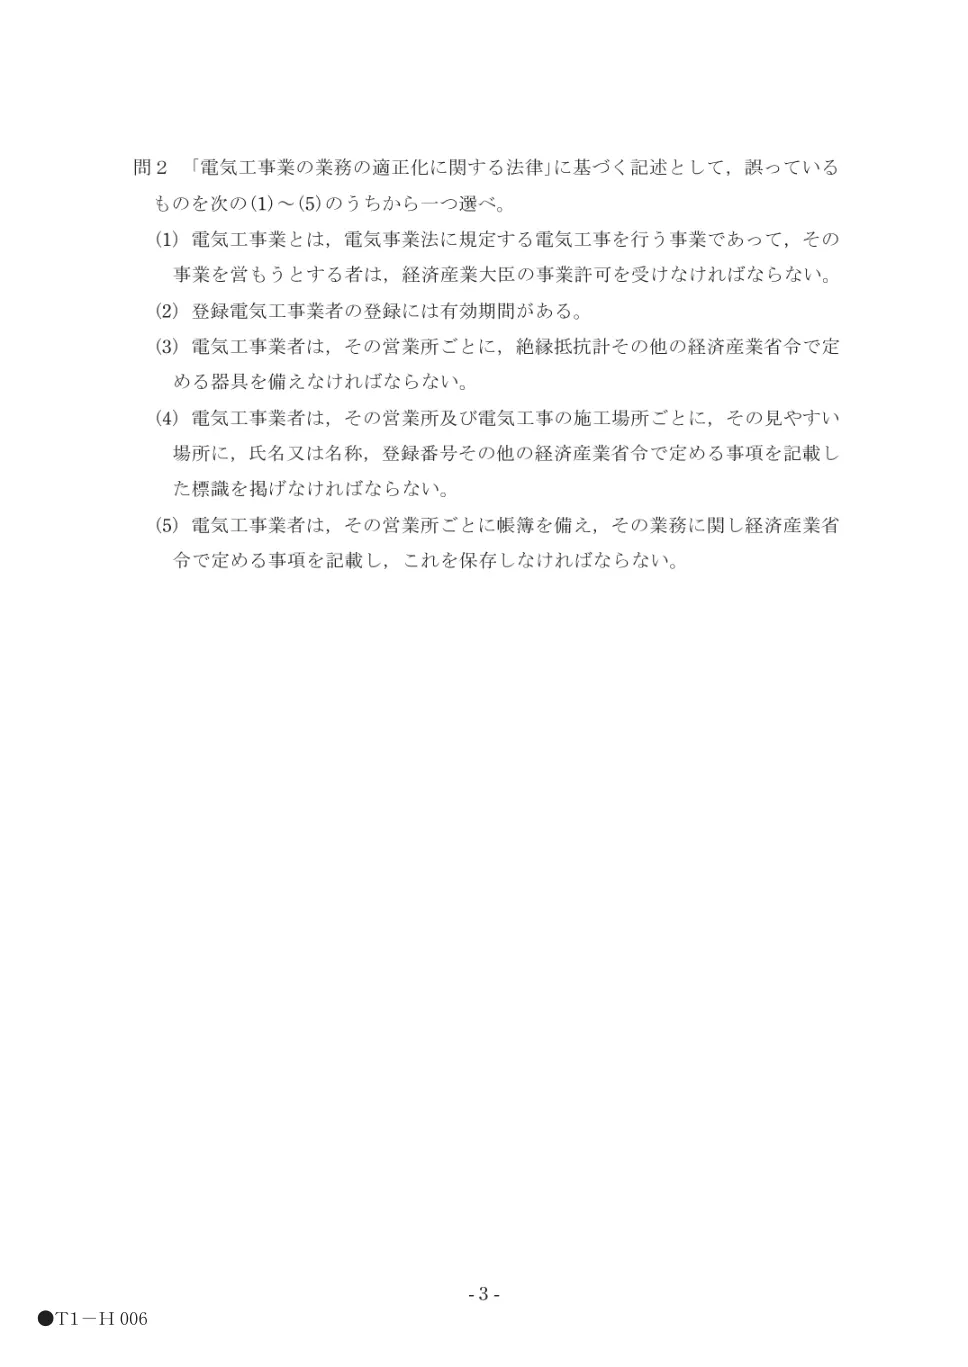 問２　「電気工事業の業務の適正化に関する法律」に基づく記述として，誤っている
ものを次の(1)～(5)のうちから一つ選べ。
(1) 電気工事業とは，電気事業法に規定する電気工事を行う事業であって，その
事業を営もうとする者は，経済産業大臣の事業許可を受けなければならない。
(2) 登録電気工事業者の登録には有効期間がある。
(3) 電気工事業者は，その営業所ごとに，絶縁抵抗計その他の経済産業省令で定
める器具を備えなければならない。
(4) 電気工事業者は，その営業所及び電気工事の施工場所ごとに，その見やすい
場所に，氏名又は名称，登録番号その他の経済産業省令で定める事項を記載し
た標識を掲げなければならない。
(5) 電気工事業者は，その営業所ごとに帳簿を備え，その業務に関し経済産業省
令で定める事項を記載し，これを保存しなければならない。
- 3 -
●T1－H 006